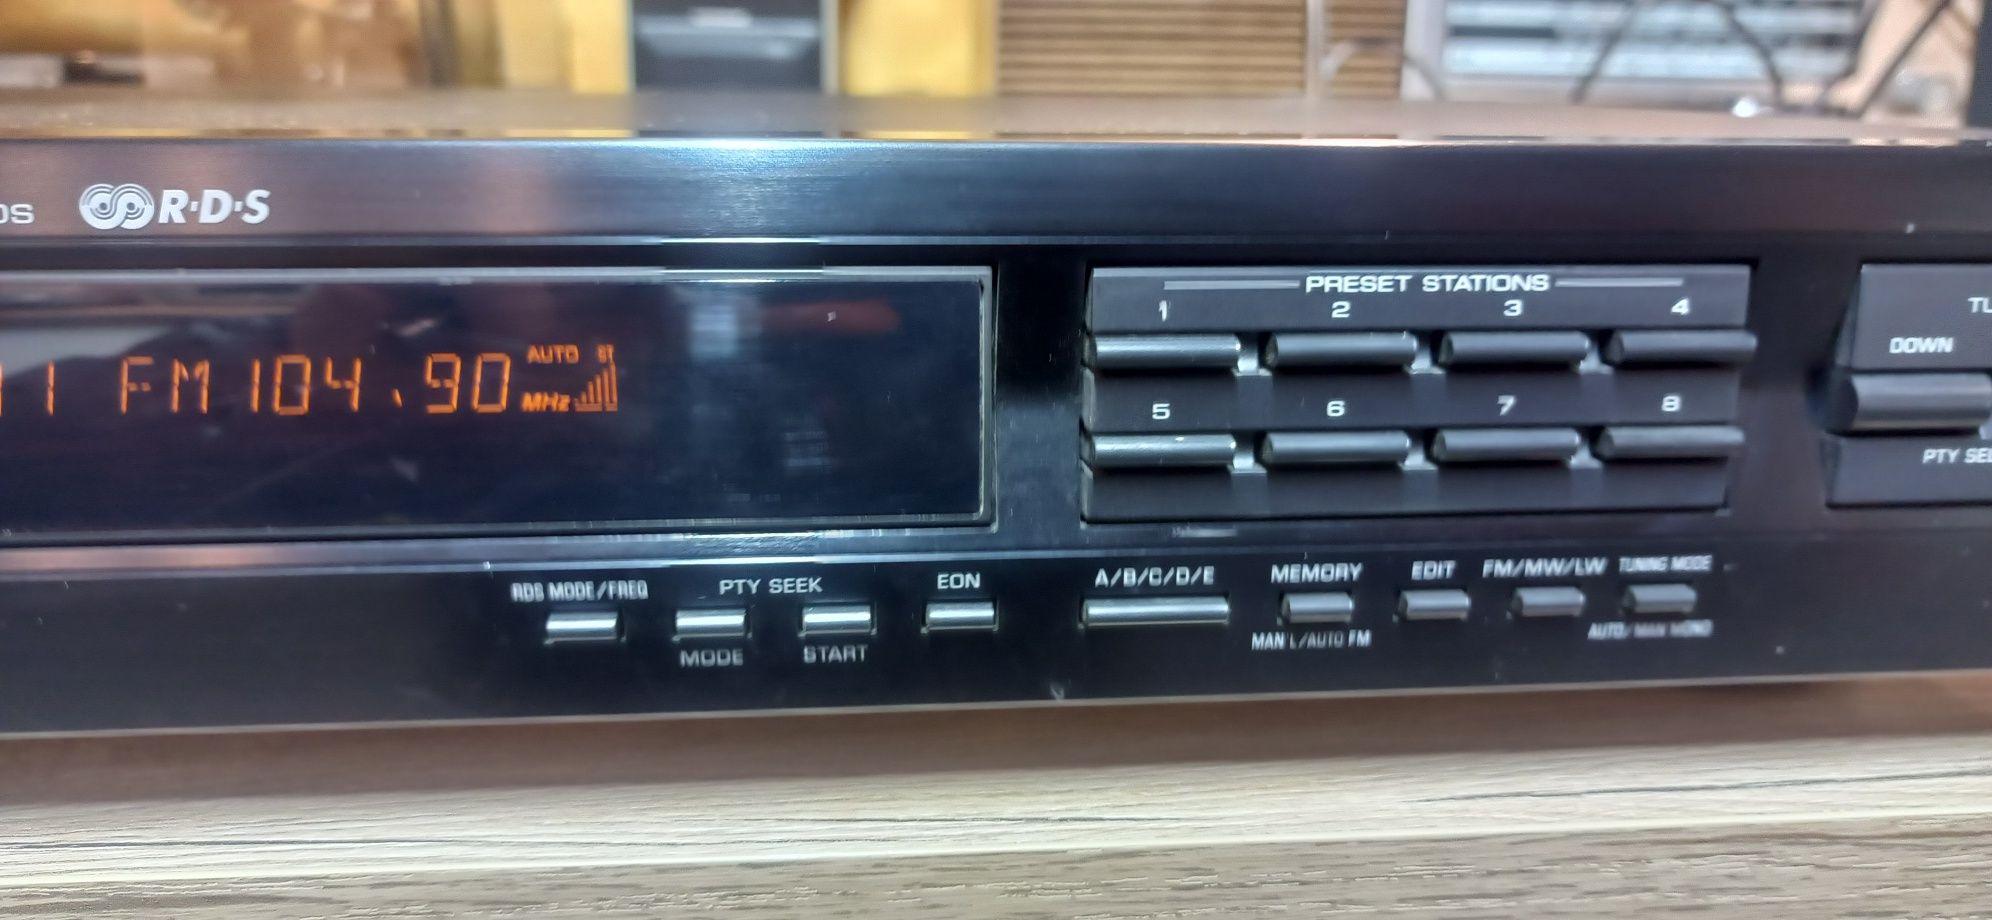 R·D·S
PRESET STATIONS
1 2 3 4
DOWN
AUTO ST
1 FM 104.90 MHz
5 6 7 8
RDS MODE/FREQ
PTY SEEK
EON
A/B/C/D/E
MEMORY
EDIT
FM/MW/LW
TUNING MODE
MODE
START
MAN'L/AUTO FM
AUTO/MAN'L MONO
PTY